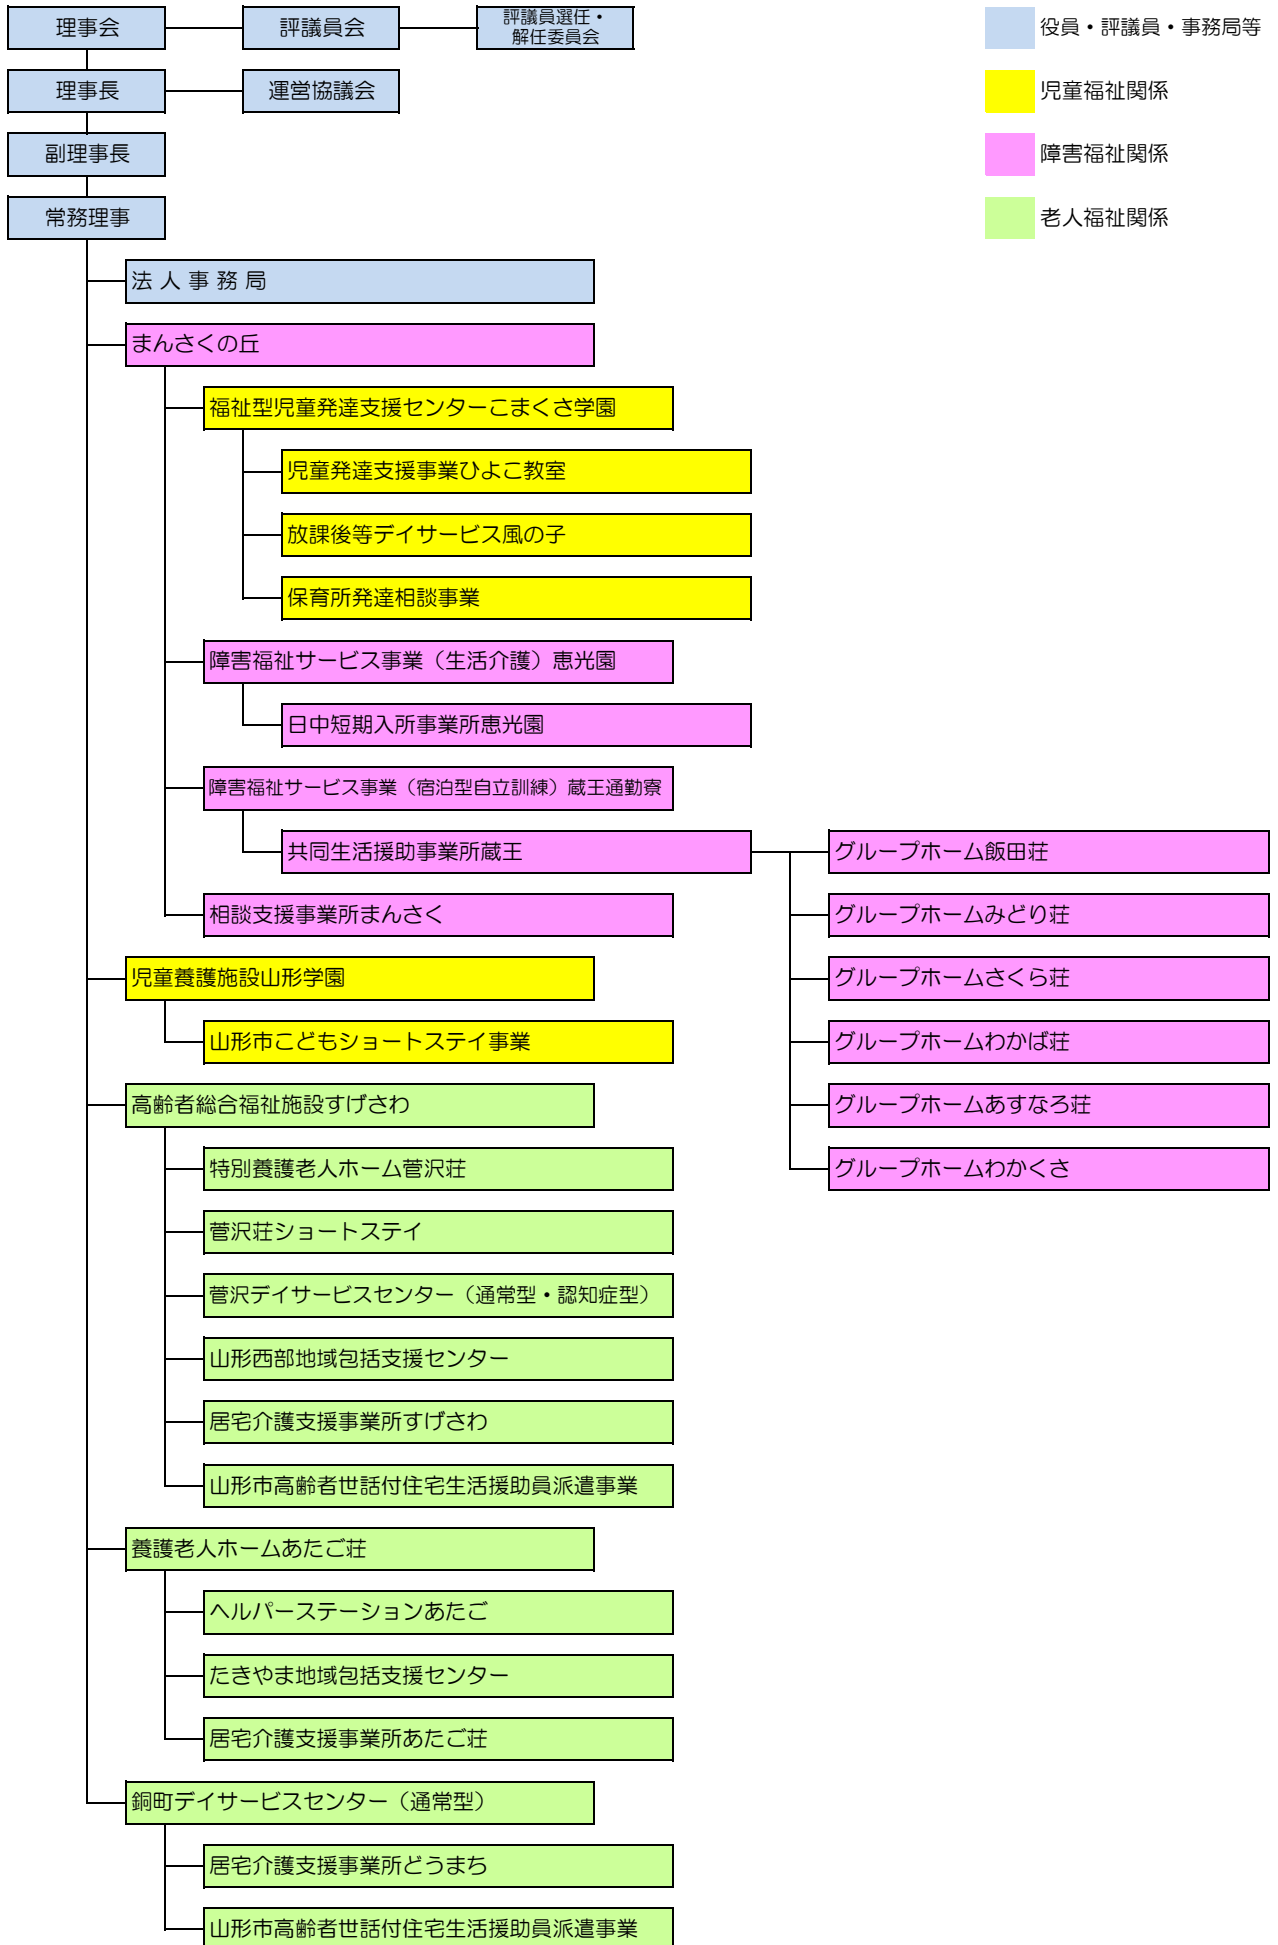 理事会
評議員会
評議員選任・
解任委員会
役員・評議員・事務局等
理事長
運営協議会
児童福祉関係
副理事長
障害福祉関係
常務理事
老人福祉関係
法人事務局
まんさくの丘
福祉型児童発達支援センターこまくさ学園
児童発達支援事業ひよこ教室
放課後等デイサービス風の子
保育所発達相談事業
障害福祉サービス事業（生活介護）恵光園
日中短期入所事業所恵光園
障害福祉サービス事業（宿泊型自立訓練）蔵王通勤寮
共同生活援助事業所蔵王
グループホーム飯田荘
相談支援事業所まんさく
グループホームみどり荘
児童養護施設山形学園
グループホームさくら荘
山形市こどもショートステイ事業
グループホームわかば荘
高齢者総合福祉施設すげさわ
グループホームあすなろ荘
特別養護老人ホーム菅沢荘
グループホームわかくさ
菅沢荘ショートステイ
菅沢デイサービスセンター（通常型・認知症型）
山形西部地域包括支援センター
居宅介護支援事業所すげさわ
山形市高齢者世話付住宅生活援助員派遣事業
養護老人ホームあたご荘
ヘルパーステーションあたご
たきやま地域包括支援センター
居宅介護支援事業所あたご荘
銅町デイサービスセンター（通常型）
居宅介護支援事業所どうまち
山形市高齢者世話付住宅生活援助員派遣事業